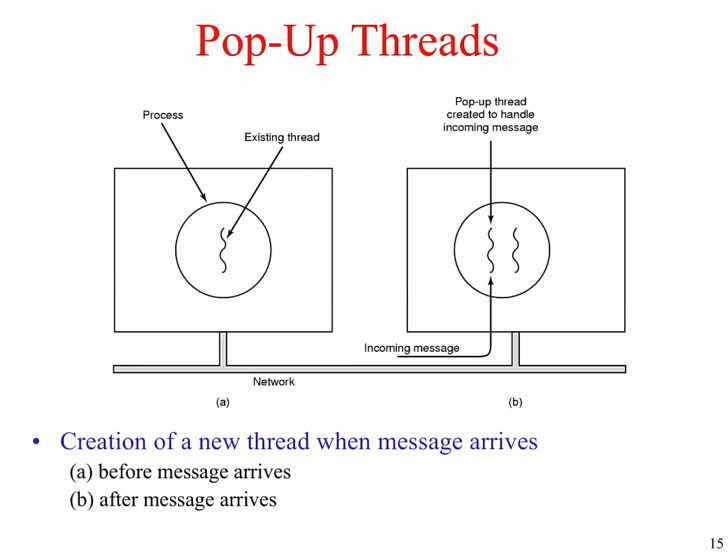 Pop-Up Threads
Process
Existing thread
Pop-up thread
created to handle
incoming message
Incoming message
Network
(a)
(b)
• Creation of a new thread when message arrives
(a) before message arrives
(b) after message arrives
15